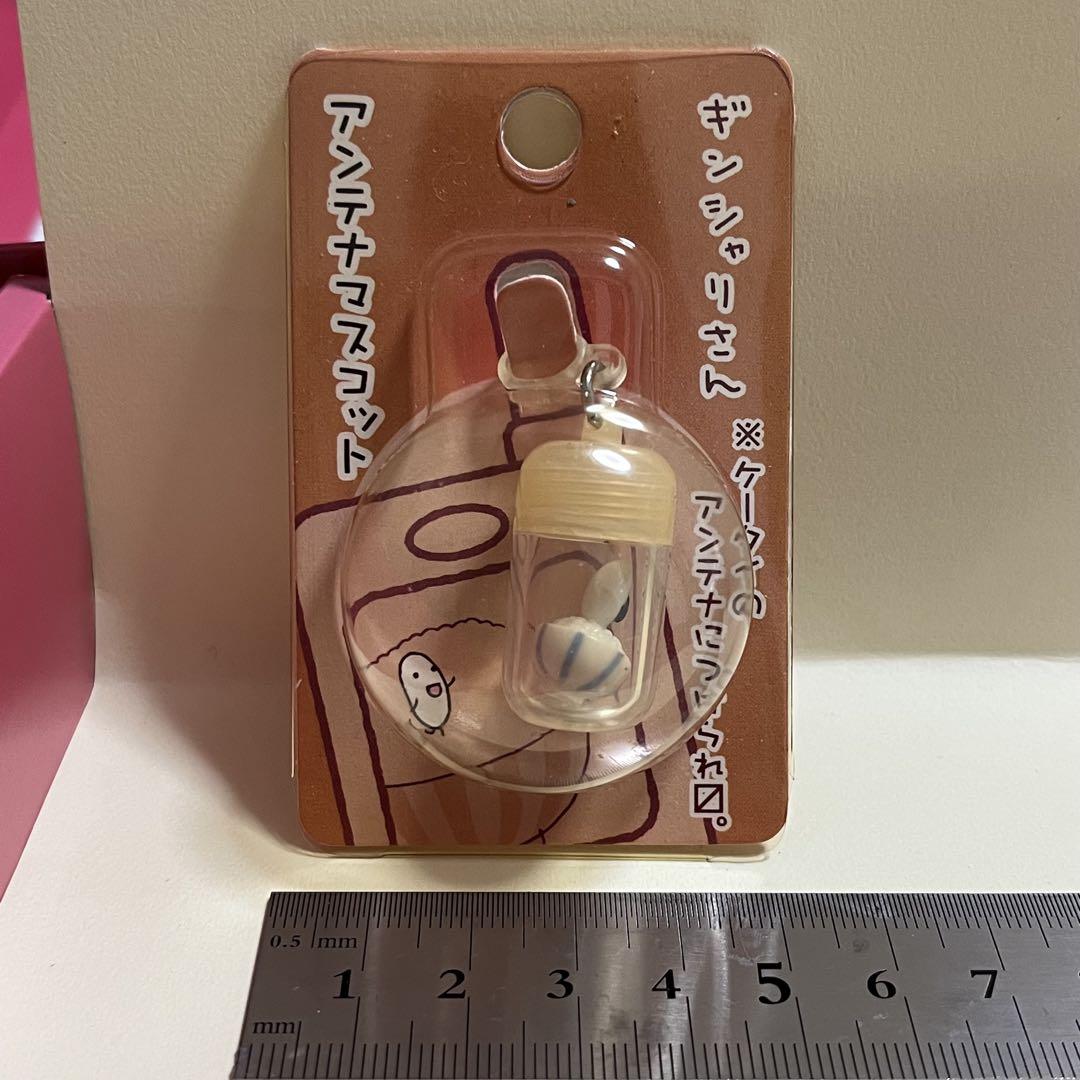 ギンシャリさん
※ケータイの
アンテナにつけられ〼。
アンテナマスコット
0.5 mm
1 2 3 4 5 6 7
mm